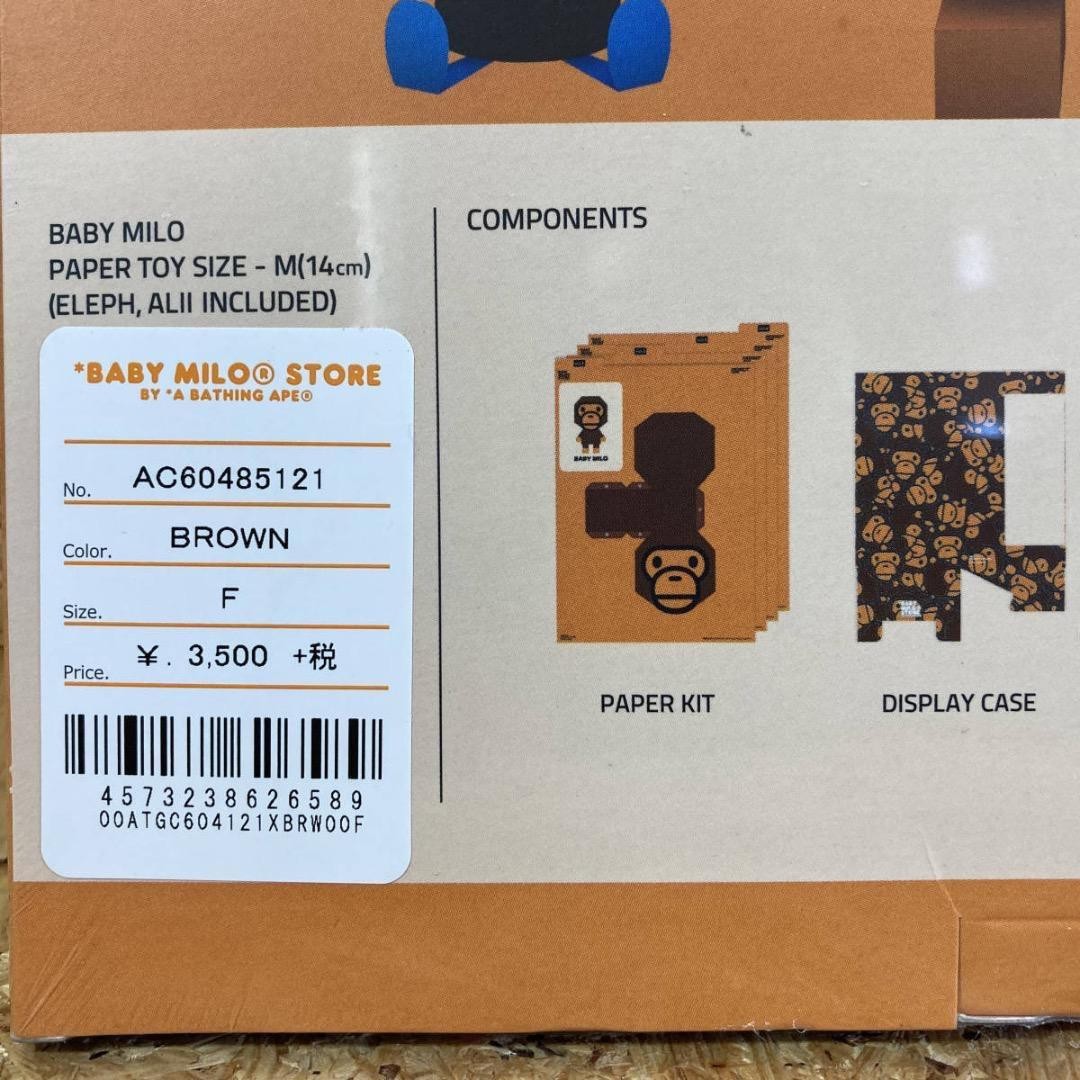 BABY MILO
PAPER TOY SIZE - M(14cm)
(ELEPH, ALII INCLUDED)
*BABY MILO® STORE
BY *A BATHING APE®
No. AC60485121
Color. BROWN
Size. F
Price. ¥. 3,500 +税
4573238626589
00ATGC604121XBRW00F
COMPONENTS
BABY MILO
PAPER KIT
DISPLAY CASE